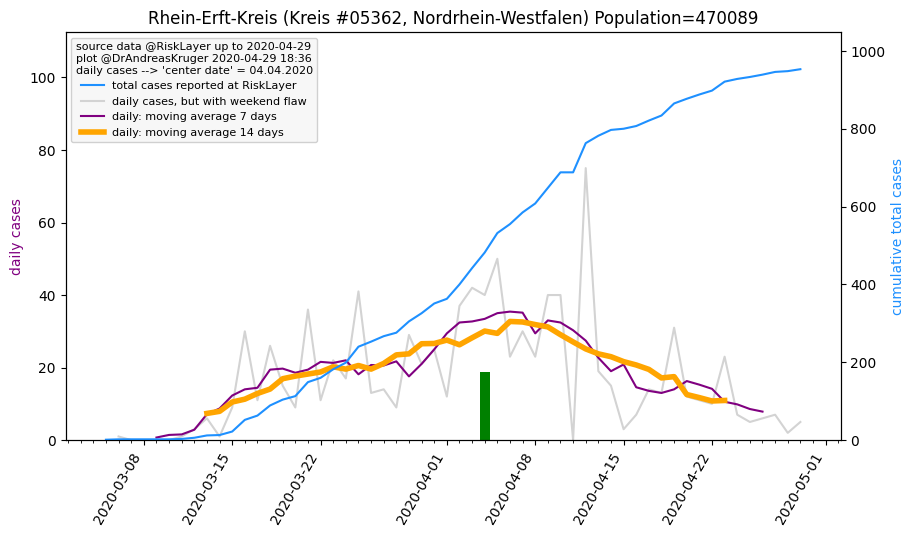 Rhein-Erft-Kreis (Kreis #05362, Nordrhein-Westfalen) Population=470089
source data @RiskLayer up to 2020-04-29
plot @DrAndreasKruger 2020-04-29 18:36
daily cases --> 'center date' = 04.04.2020
total cases reported at RiskLayer
daily cases, but with weekend flaw
daily: moving average 7 days
daily: moving average 14 days
daily cases
100
80
60
40
20
0
cumulative total cases
1000
800
600
400
200
0
2020-03-08
2020-03-15
2020-03-22
2020-04-01
2020-04-08
2020-04-15
2020-04-22
2020-05-01